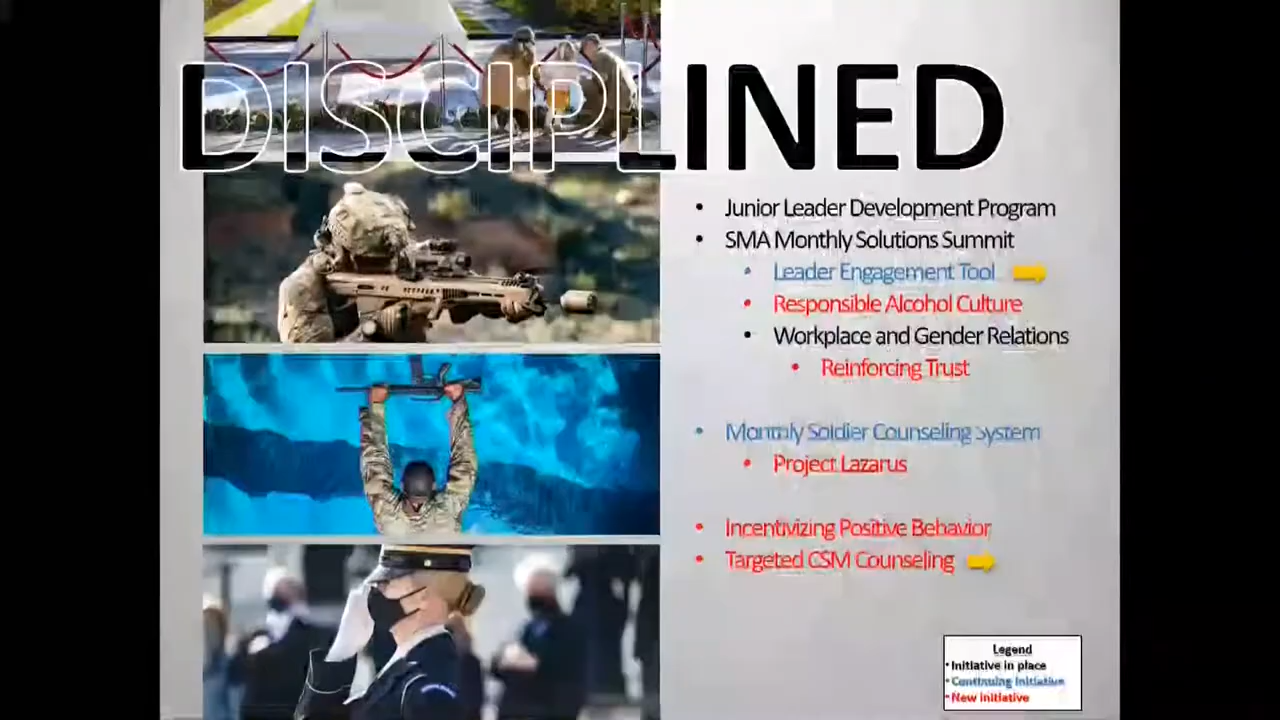 DISCIPLINED
• Junior Leader Development Program
• SMA Monthly Solutions Summit
• Leader Engagement Tool
• Responsible Alcohol Culture
• Workplace and Gender Relations
• Reinforcing Trust
• Monthly Soldier Counseling System
• Project Lazarus
• Incentivizing Positive Behavior
• Targeted CSM Counseling
Legend
• Initiative in place
• Continuing Initiative
• New Initiative